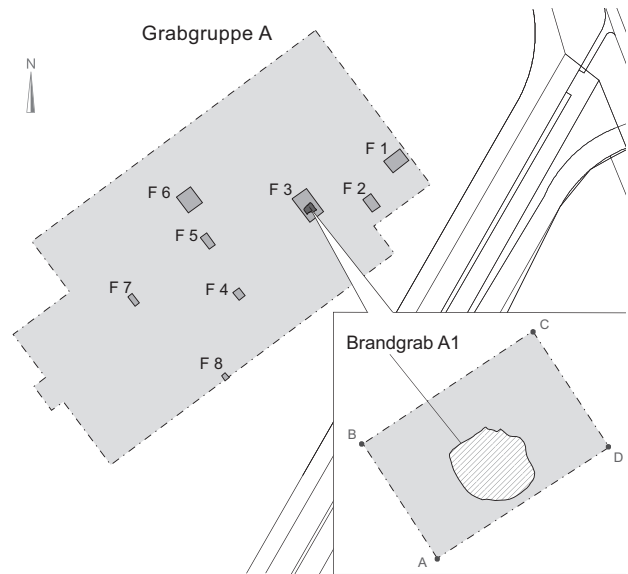 Grabgruppe A
N
F 1
F 6
F 3
F 2
F 5
F 7
F 4
F 8
C
Brandgrab A1
B
D
A